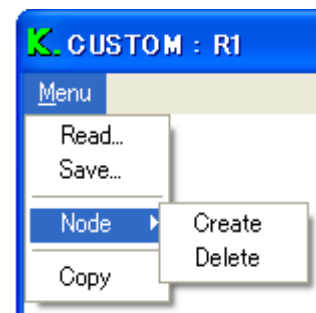 K. CUSTOM : R1
Menu
Read...
Save...
Node Create
Delete
Copy